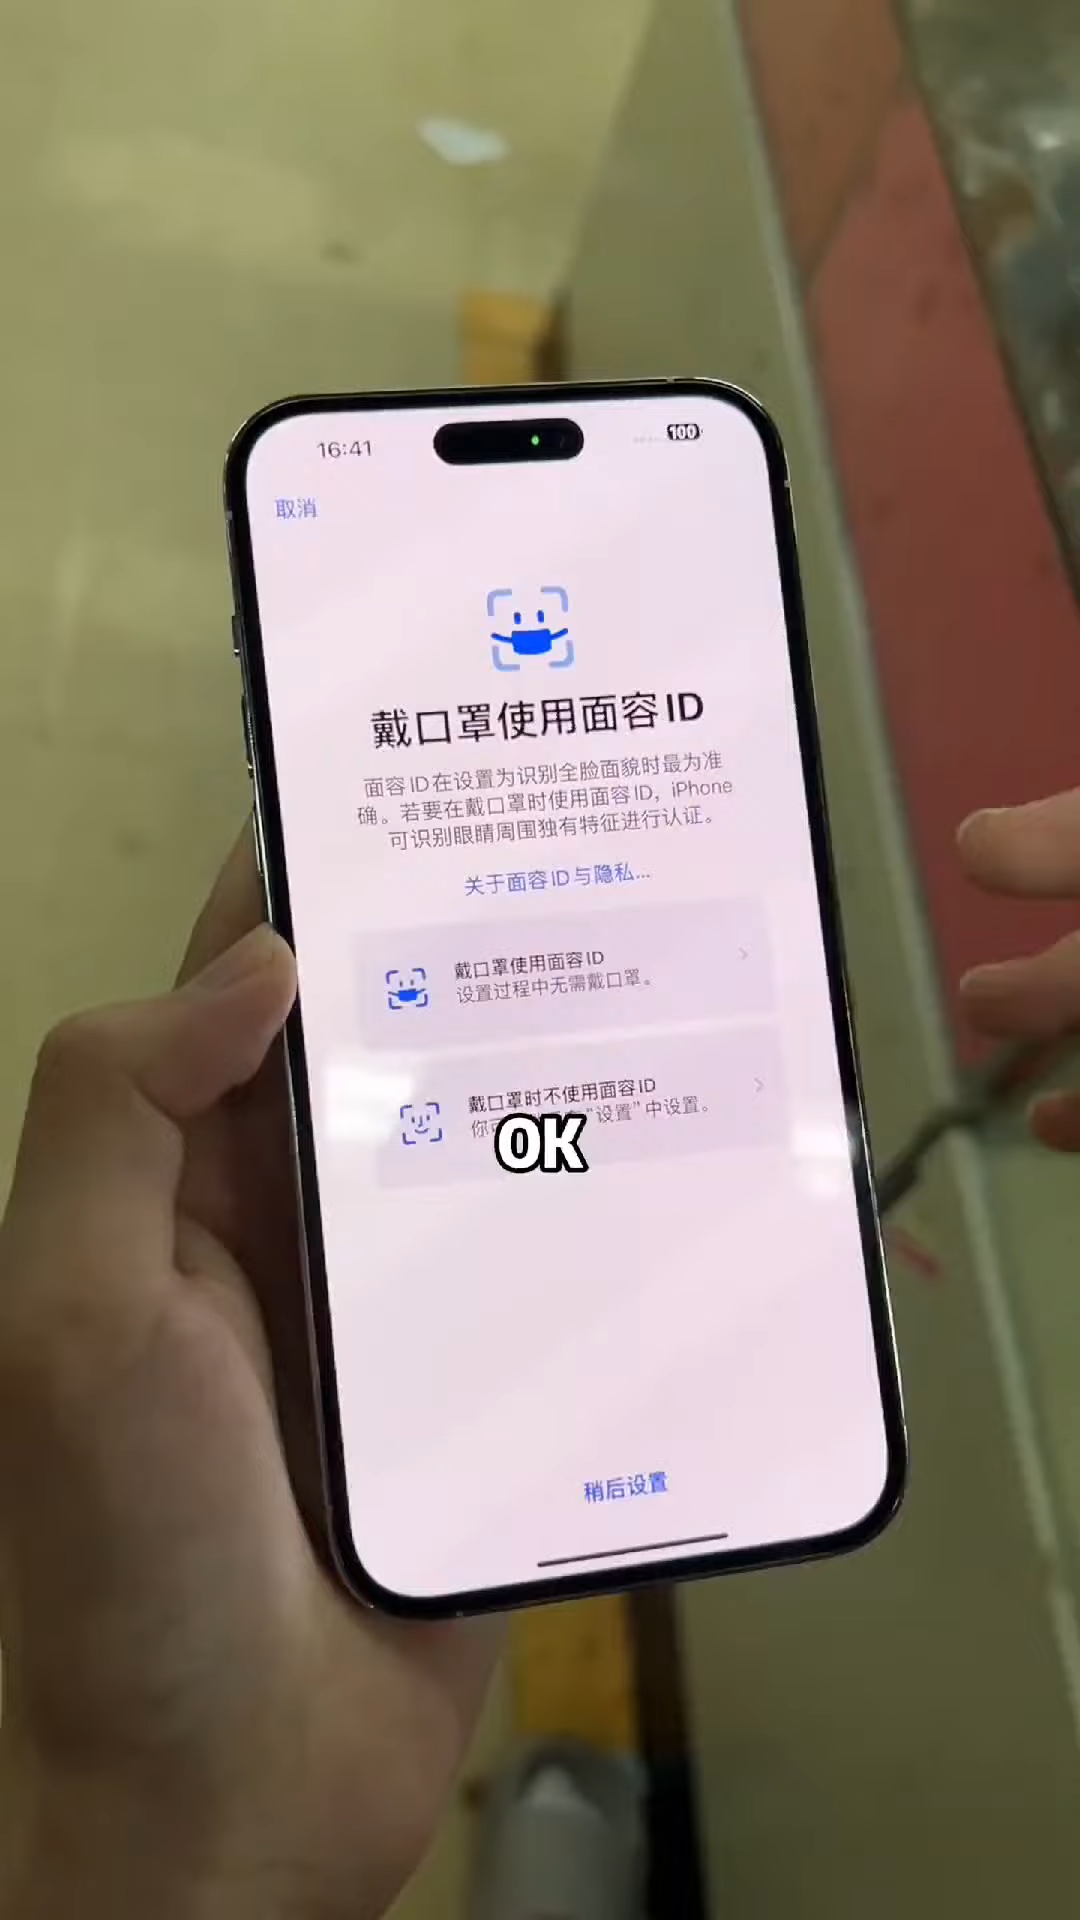 16:41
100
取消
戴口罩使用面容ID
面容ID在设置为识别全脸面貌时最为准
确。若要在戴口罩时使用面容ID，iPhone
可识别眼睛周围独有特征进行认证。
关于面容ID与隐私...
戴口罩使用面容ID
设置过程中无需戴口罩。
戴口罩时不使用面容ID
你可 “设置”中设置。
OK
稍后设置